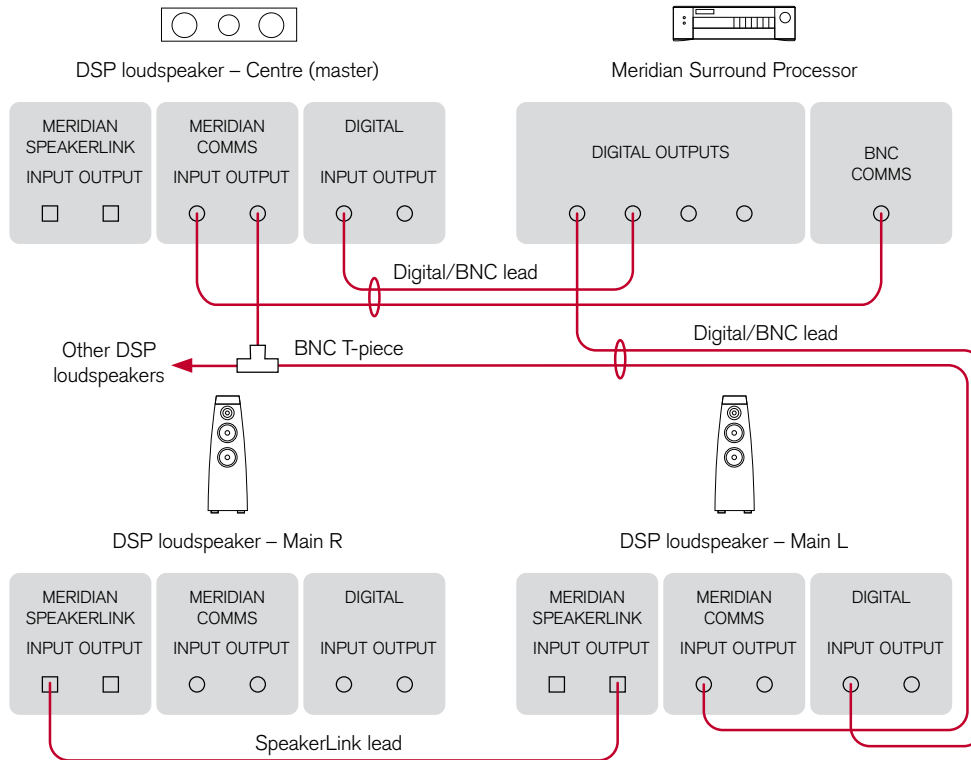 DSP loudspeaker – Centre (master)
Meridian Surround Processor
MERIDIAN
SPEAKERLINK
INPUT OUTPUT
MERIDIAN
COMMS
INPUT OUTPUT
DIGITAL
INPUT OUTPUT
DIGITAL OUTPUTS
BNC
COMMS
Digital/BNC lead
Digital/BNC lead
Other DSP
loudspeakers
BNC T-piece
DSP loudspeaker – Main R
DSP loudspeaker – Main L
MERIDIAN
SPEAKERLINK
INPUT OUTPUT
MERIDIAN
COMMS
INPUT OUTPUT
DIGITAL
INPUT OUTPUT
MERIDIAN
SPEAKERLINK
INPUT OUTPUT
MERIDIAN
COMMS
INPUT OUTPUT
DIGITAL
INPUT OUTPUT
SpeakerLink lead